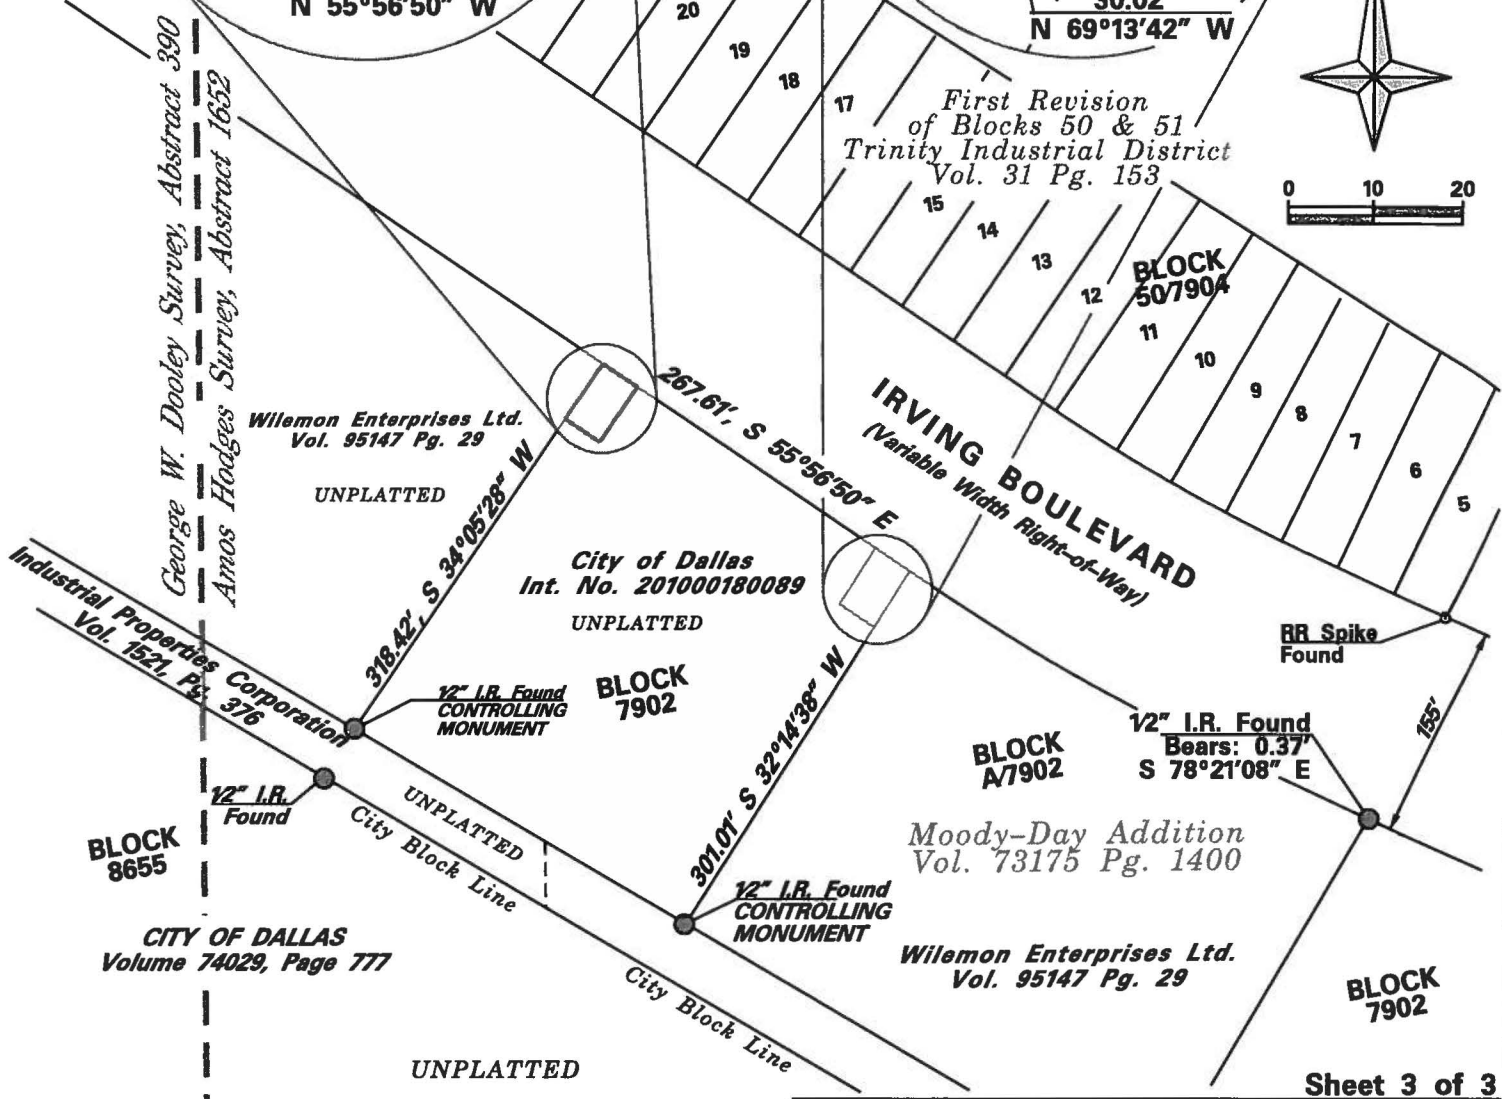 N 55°56'50" W
30.02'
N 69°13'42" W
20
19
18
17
First Revision
of Blocks 50 & 51
Trinity Industrial District
Vol. 31 Pg. 153
0 10 20
15
14
13
12
BLOCK
50/7904
11
10
9
8
7
6
5
George W. Dooley Survey, Abstract 390
Amos Hodges Survey, Abstract 1652
Wilemon Enterprises Ltd.
Vol. 95147 Pg. 29
UNPLATTED
267.61', S 55°56'50" E
IRVING BOULEVARD
(Variable Width Right-of-Way)
318.42', S 34°05'28" W
City of Dallas
Int. No. 201000180089
UNPLATTED
BLOCK
7902
RR Spike
Found
155'
Industrial Properties Corporation
Vol. 1521, Pg. 376
1/2" I.R. Found
CONTROLLING
MONUMENT
301.01' S 32°14'38" W
1/2" I.R. Found
Bears: 0.37'
S 78°21'08" E
BLOCK
A/7902
1/2" I.R.
Found
UNPLATTED
City Block Line
BLOCK
8655
Moody-Day Addition
Vol. 73175 Pg. 1400
1/2" I.R. Found
CONTROLLING
MONUMENT
CITY OF DALLAS
Volume 74029, Page 777
Wilemon Enterprises Ltd.
Vol. 95147 Pg. 29
City Block Line
BLOCK
7902
UNPLATTED
Sheet 3 of 3